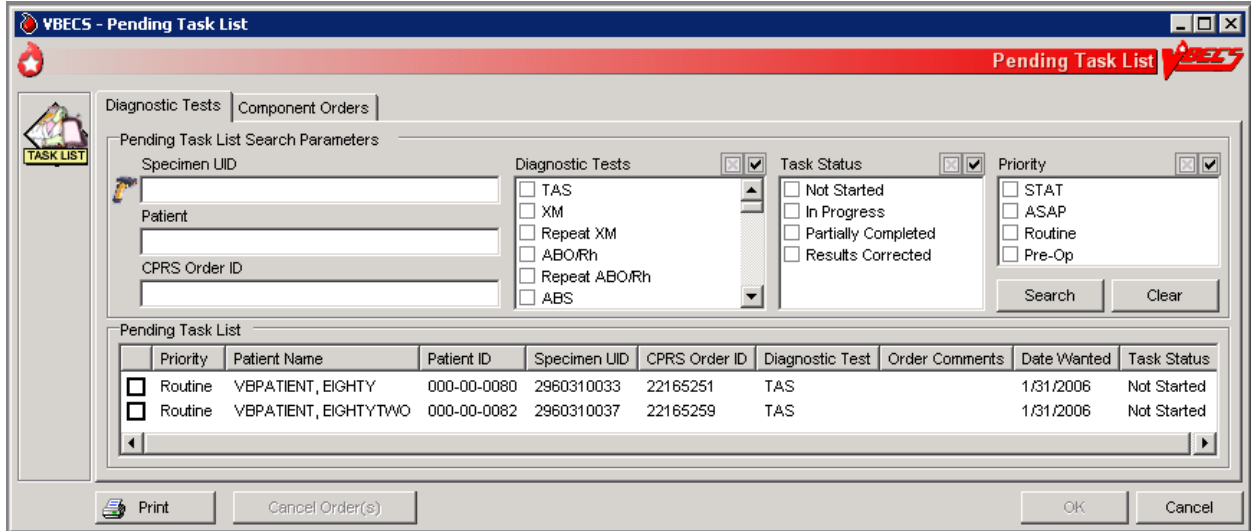 VBECS - Pending Task List
Pending Task List VBECS
TASK LIST
Diagnostic Tests Component Orders
Pending Task List Search Parameters
Specimen UID
Patient
CPRS Order ID
Diagnostic Tests
TAS
XM
Repeat XM
ABO/Rh
Repeat ABO/Rh
ABS
Task Status
Not Started
In Progress
Partially Completed
Results Corrected
Priority
STAT
ASAP
Routine
Pre-Op
Search Clear
Pending Task List
Priority Patient Name Patient ID Specimen UID CPRS Order ID Diagnostic Test Order Comments Date Wanted Task Status
Routine VBPATIENT, EIGHTY 000-00-0080 2960310033 22165251 TAS 1/31/2006 Not Started
Routine VBPATIENT, EIGHTYTWO 000-00-0082 2960310037 22165259 TAS 1/31/2006 Not Started
Print Cancel Order(s) OK Cancel